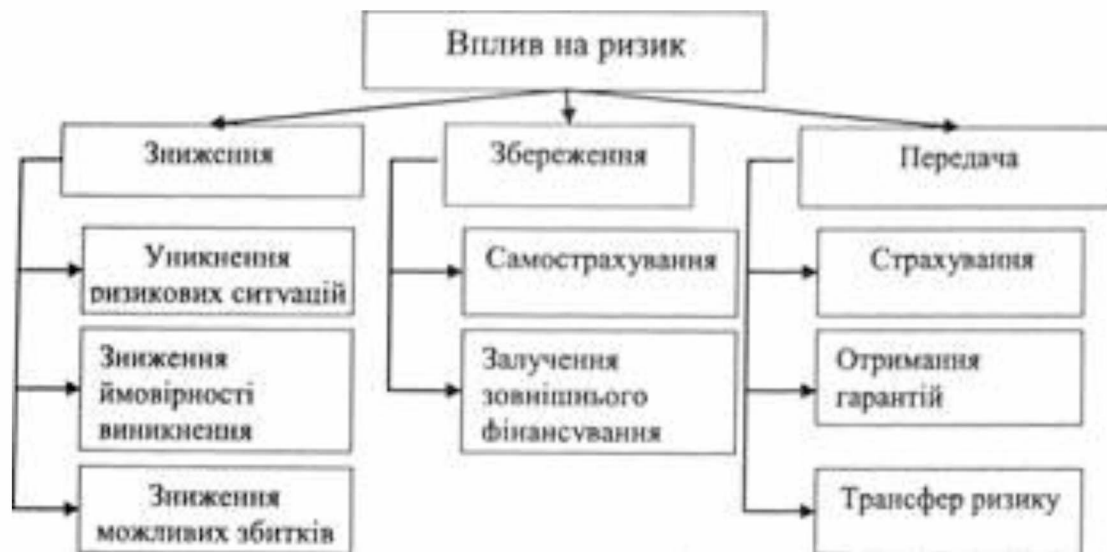 Вплив на ризик
Зниження
Збереження
Передача
Уникнення
ризикових ситуацій
Самострахування
Страхування
Зниження
ймовірності
виникнення
Залучення
зовнішнього
фінансування
Отримання
гарантій
Зниження
можливих збитків
Трансфер ризику